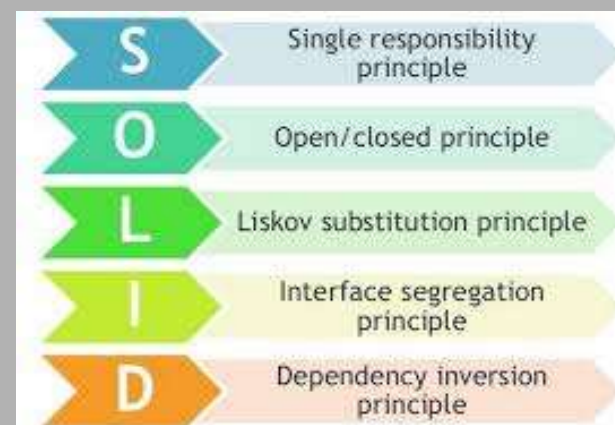 S
Single responsibility
principle
O
Open/closed principle
L
Liskov substitution principle
I
Interface segregation
principle
D
Dependency inversion
principle